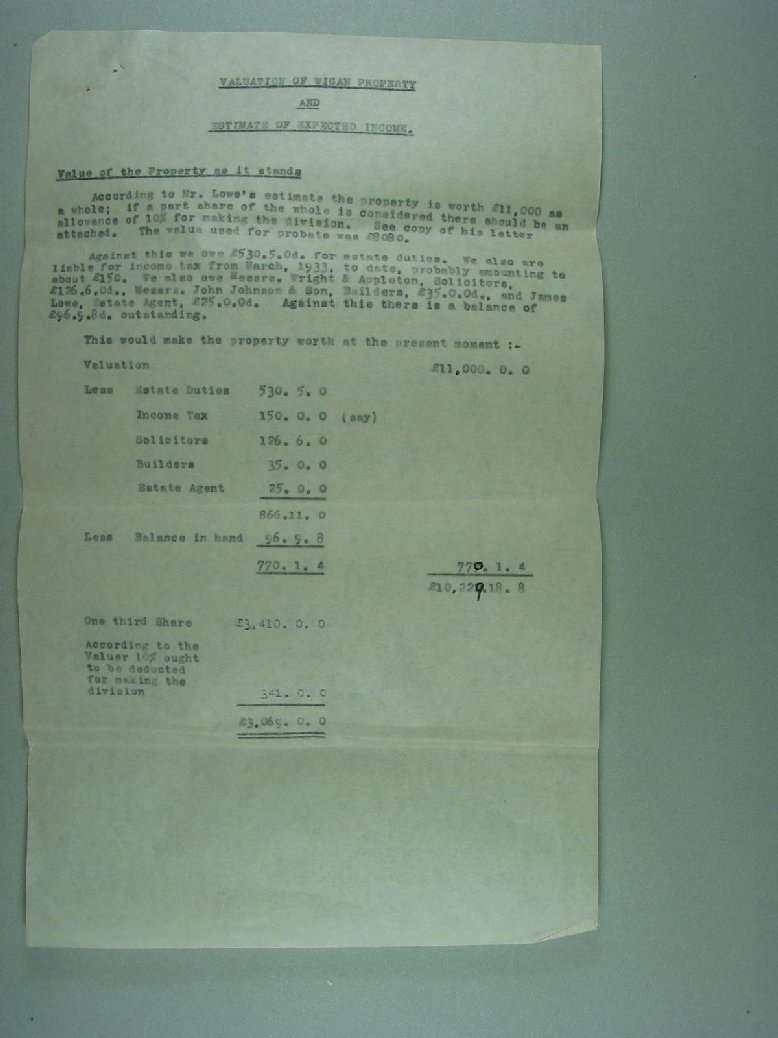 VALUATION OF WIGAN PROPERTY
AND
ESTIMATE OF EXPECTED INCOME.
Value of the Property as it stands
According to Mr. Lowe's estimate the property is worth £11,000 as
a whole; if a part share of the whole is considered there should be an
allowance of 10% for making the division. See copy of his letter
attached. The value used for probate was £8080.
Against this we owe £530.5.0d. for estate duties. We also are
liable for income tax from March, 1933, to date, probably amounting to
about £150. We also owe Messrs. Wright & Appleton, Solicitors,
£126.6.0d., Messrs. John Johnson & Son, Builders, £35.0.0d., and James
Lowe, Estate Agent, £25.0.0d. Against this there is a balance of
£96.9.8d. outstanding.
This would make the property worth at the present moment :-
Valuation £11,000. 0. 0
Less Estate Duties 530. 5. 0
Income Tax 150. 0. 0 (say)
Solicitors 126. 6. 0
Builders 35. 0. 0
Estate Agent 25. 0. 0
866.11. 0
Less Balance in hand 96. 9. 8
770. 1. 4 770. 1. 4
£10,229.18. 8
One third Share £3,410. 0. 0
According to the
Valuer 10% ought
to be deducted
for making the
division 341. 0. 0
£3,069. 0. 0